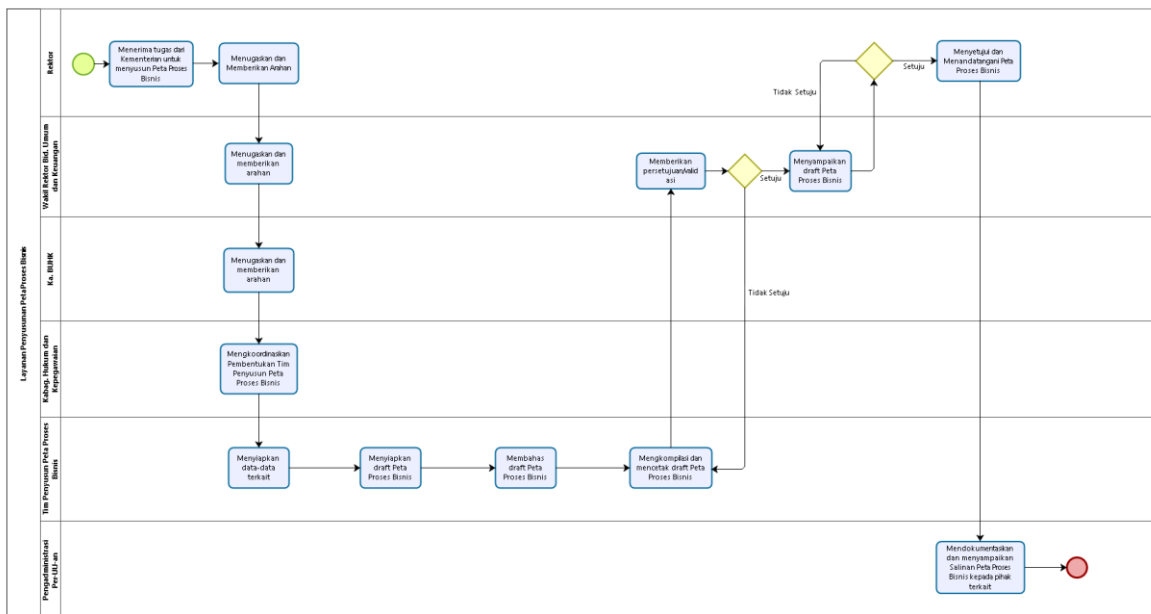 Layanan Penyusunan Peta Proses Bisnis
Rektor
Menerima tugas dari
Kementerian untuk
menyusun Peta Proses
Bisnis
Menugaskan dan
Memberikan Arahan
Tidak Setuju
Setuju
Menyetujui dan
Menandatangani Peta
Proses Bisnis
Wakil Rektor Bid. Umum
dan Keuangan
Menugaskan dan
memberikan
arahan
Memberikan
persetujuan/valid
asi
Setuju
Menyampaikan
draft Peta
Proses Bisnis
Ka. BUHK
Menugaskan dan
memberikan
arahan
Tidak Setuju
Kabag. Hukum dan
Kepegawaian
Mengkoordinasikan
Pembentukan Tim
Penyusun Peta
Proses Bisnis
Tim Penyusun Peta Proses
Bisnis
Menyiapkan
data-data
terkait
Menyiapkan
draft Peta
Proses Bisnis
Membahas
draft Peta
Proses Bisnis
Mengkompilasi dan
mencetak draft Peta
Proses Bisnis
Pengadministrasi
Per-UU-an
Mendokumentasikan
dan menyampaikan
Salinan Peta Proses
Bisnis kepada pihak
terkait